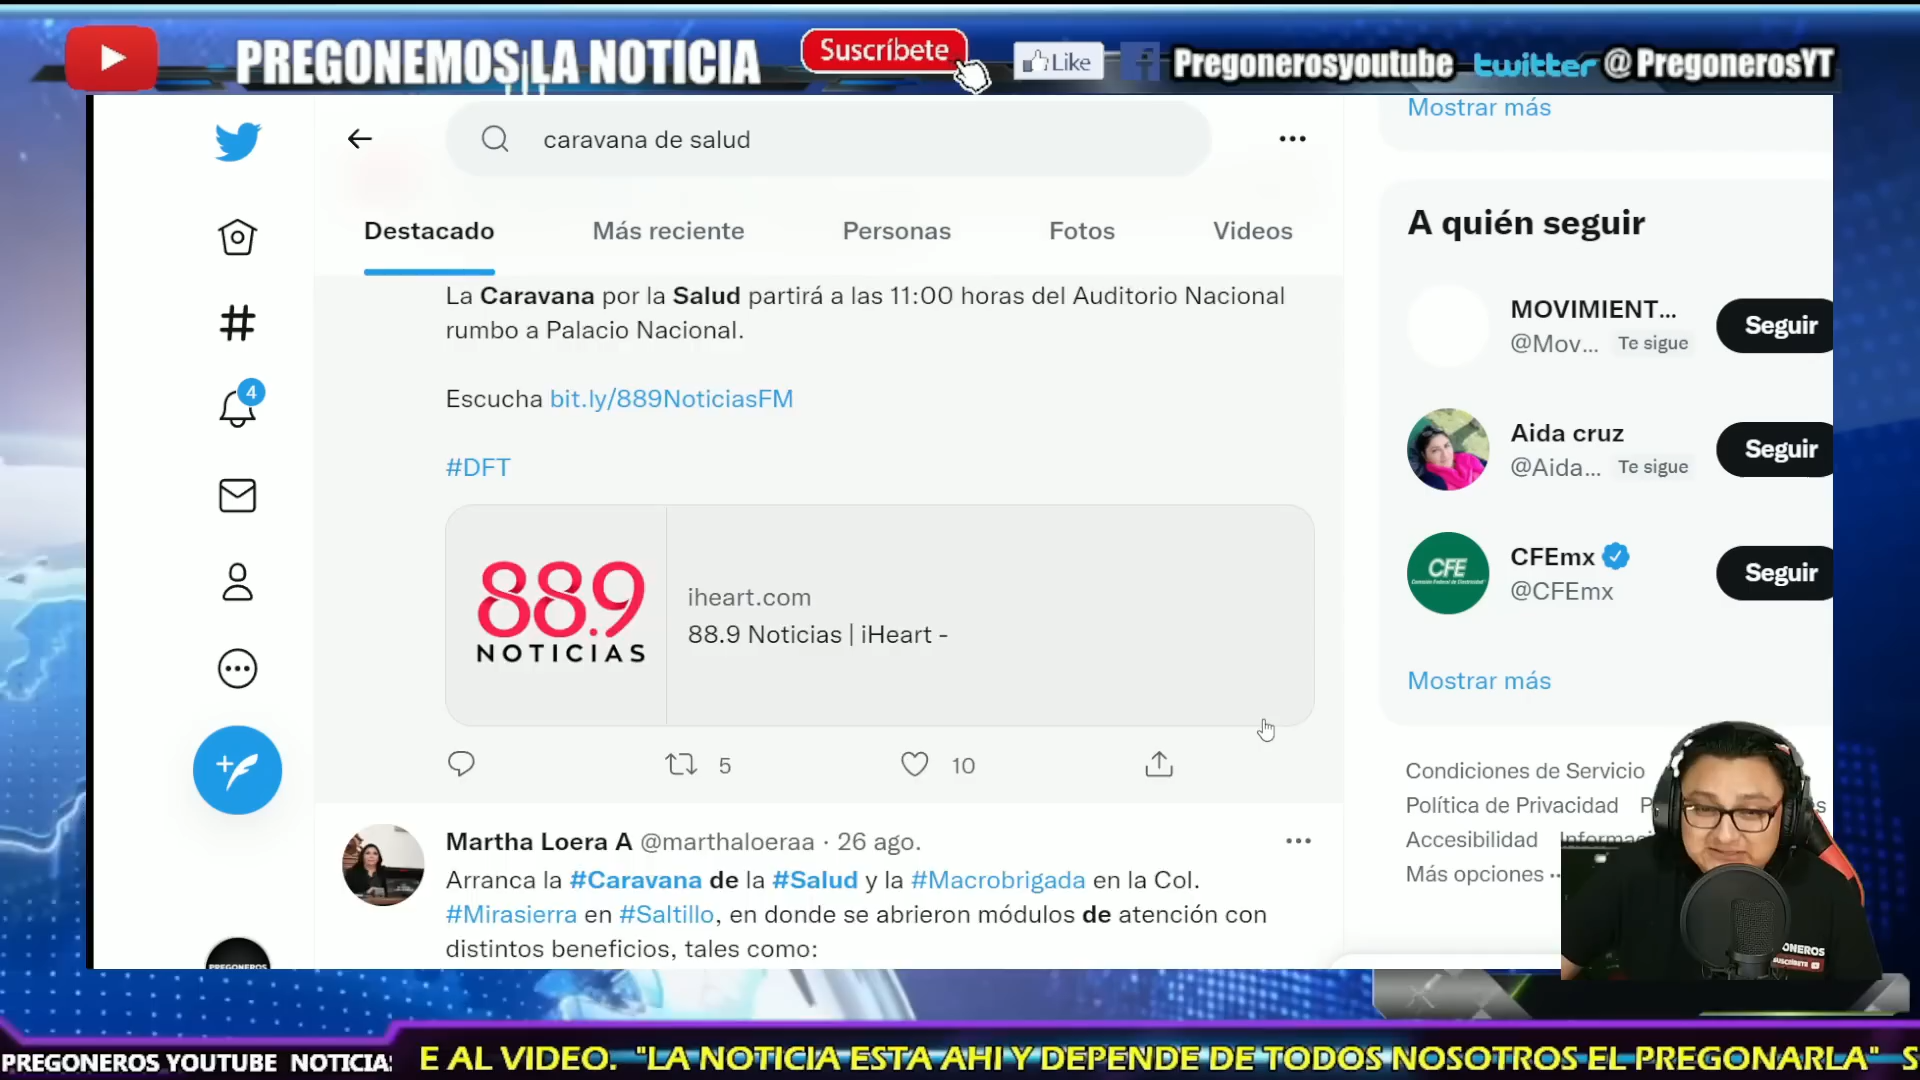 PREGONEMOS LA NOTICIA
Suscríbete
Like
Pregonerosyoutube
twitter @PregonerosYT
caravana de salud
Destacado
Más reciente
Personas
Fotos
Videos
La Caravana por la Salud partirá a las 11:00 horas del Auditorio Nacional
rumbo a Palacio Nacional.
Escucha bit.ly/889NoticiasFM
#DFT
88.9
NOTICIAS
iheart.com
88.9 Noticias | iHeart -
5
10
Martha Loera A @marthaloeraa · 26 ago.
Arranca la #Caravana de la #Salud y la #Macrobrigada en la Col.
#Mirasierra en #Saltillo, en donde se abrieron módulos de atención con
distintos beneficios, tales como:
4
PREGONEROS
Mostrar más
A quién seguir
MOVIMIENT...
@Mov... Te sigue
Seguir
Aida cruz
@Aida... Te sigue
Seguir
CFE
CFEmx
@CFEmx
Seguir
Mostrar más
Condiciones de Servicio
Política de Privacidad
Accesibilidad
Más opciones
PREGONEROS YOUTUBE NOTICIAS
E AL VIDEO. "LA NOTICIA ESTA AHI Y DEPENDE DE TODOS NOSOTROS EL PREGONARLA" S